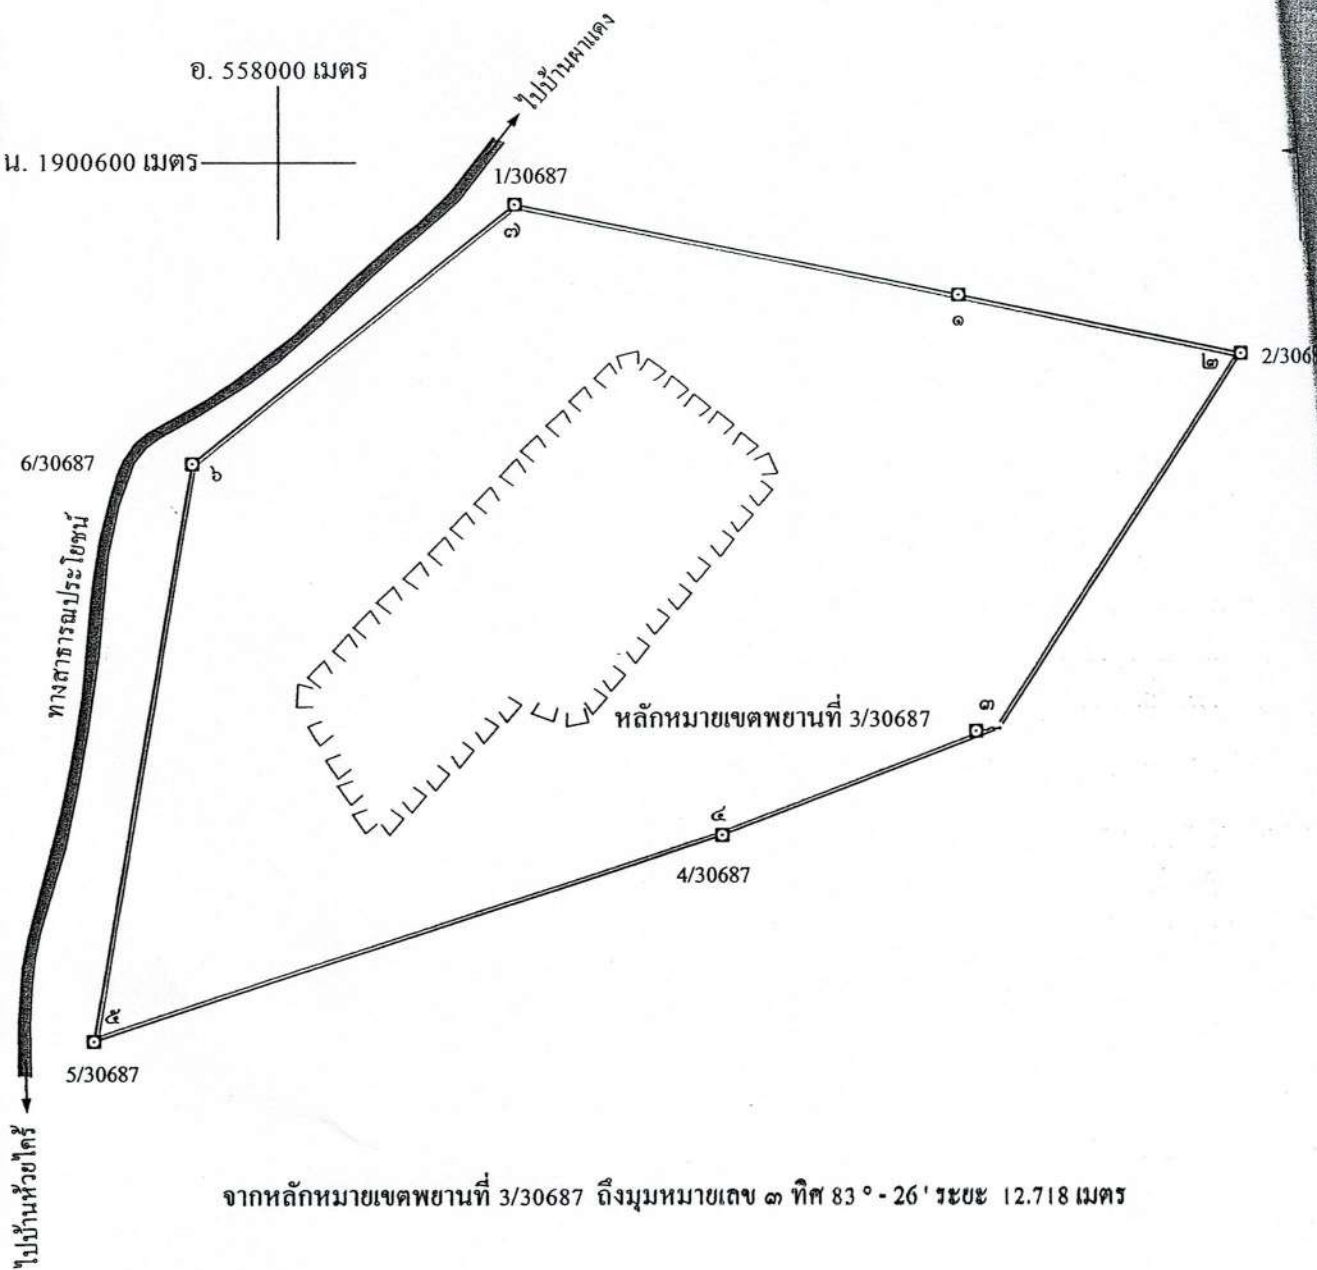 อ. 558000 เมตร
ไปบ้านผาแดง
น. 1900600 เมตร
1/30687
๗
๑
๒
2/306
6/30687
๖
ทางสาธารณประโยชน์
๓
หลักหมายเขตพยานที่ 3/30687
๔
4/30687
๕
5/30687
ไปบ้านห้วยไคร้
จากหลักหมายเขตพยานที่ 3/30687 ถึงมุมหมายเลข ๓ ทิศ 83 ° - 26 ' ระยะ 12.718 เมตร